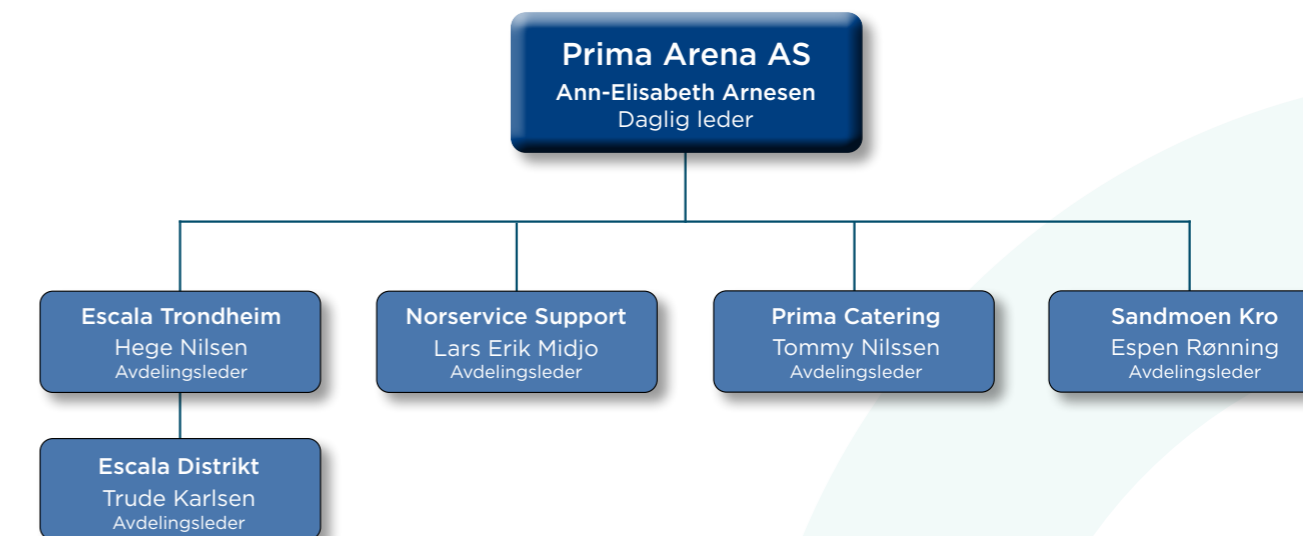 Prima Arena AS
Ann-Elisabeth Arnesen
Daglig leder
Escala Trondheim
Hege Nilsen
Avdelingsleder
Norservice Support
Lars Erik Midjo
Avdelingsleder
Prima Catering
Tommy Nilssen
Avdelingsleder
Sandmoen Kro
Espen Rønning
Avdelingsleder
Escala Distrikt
Trude Karlsen
Avdelingsleder